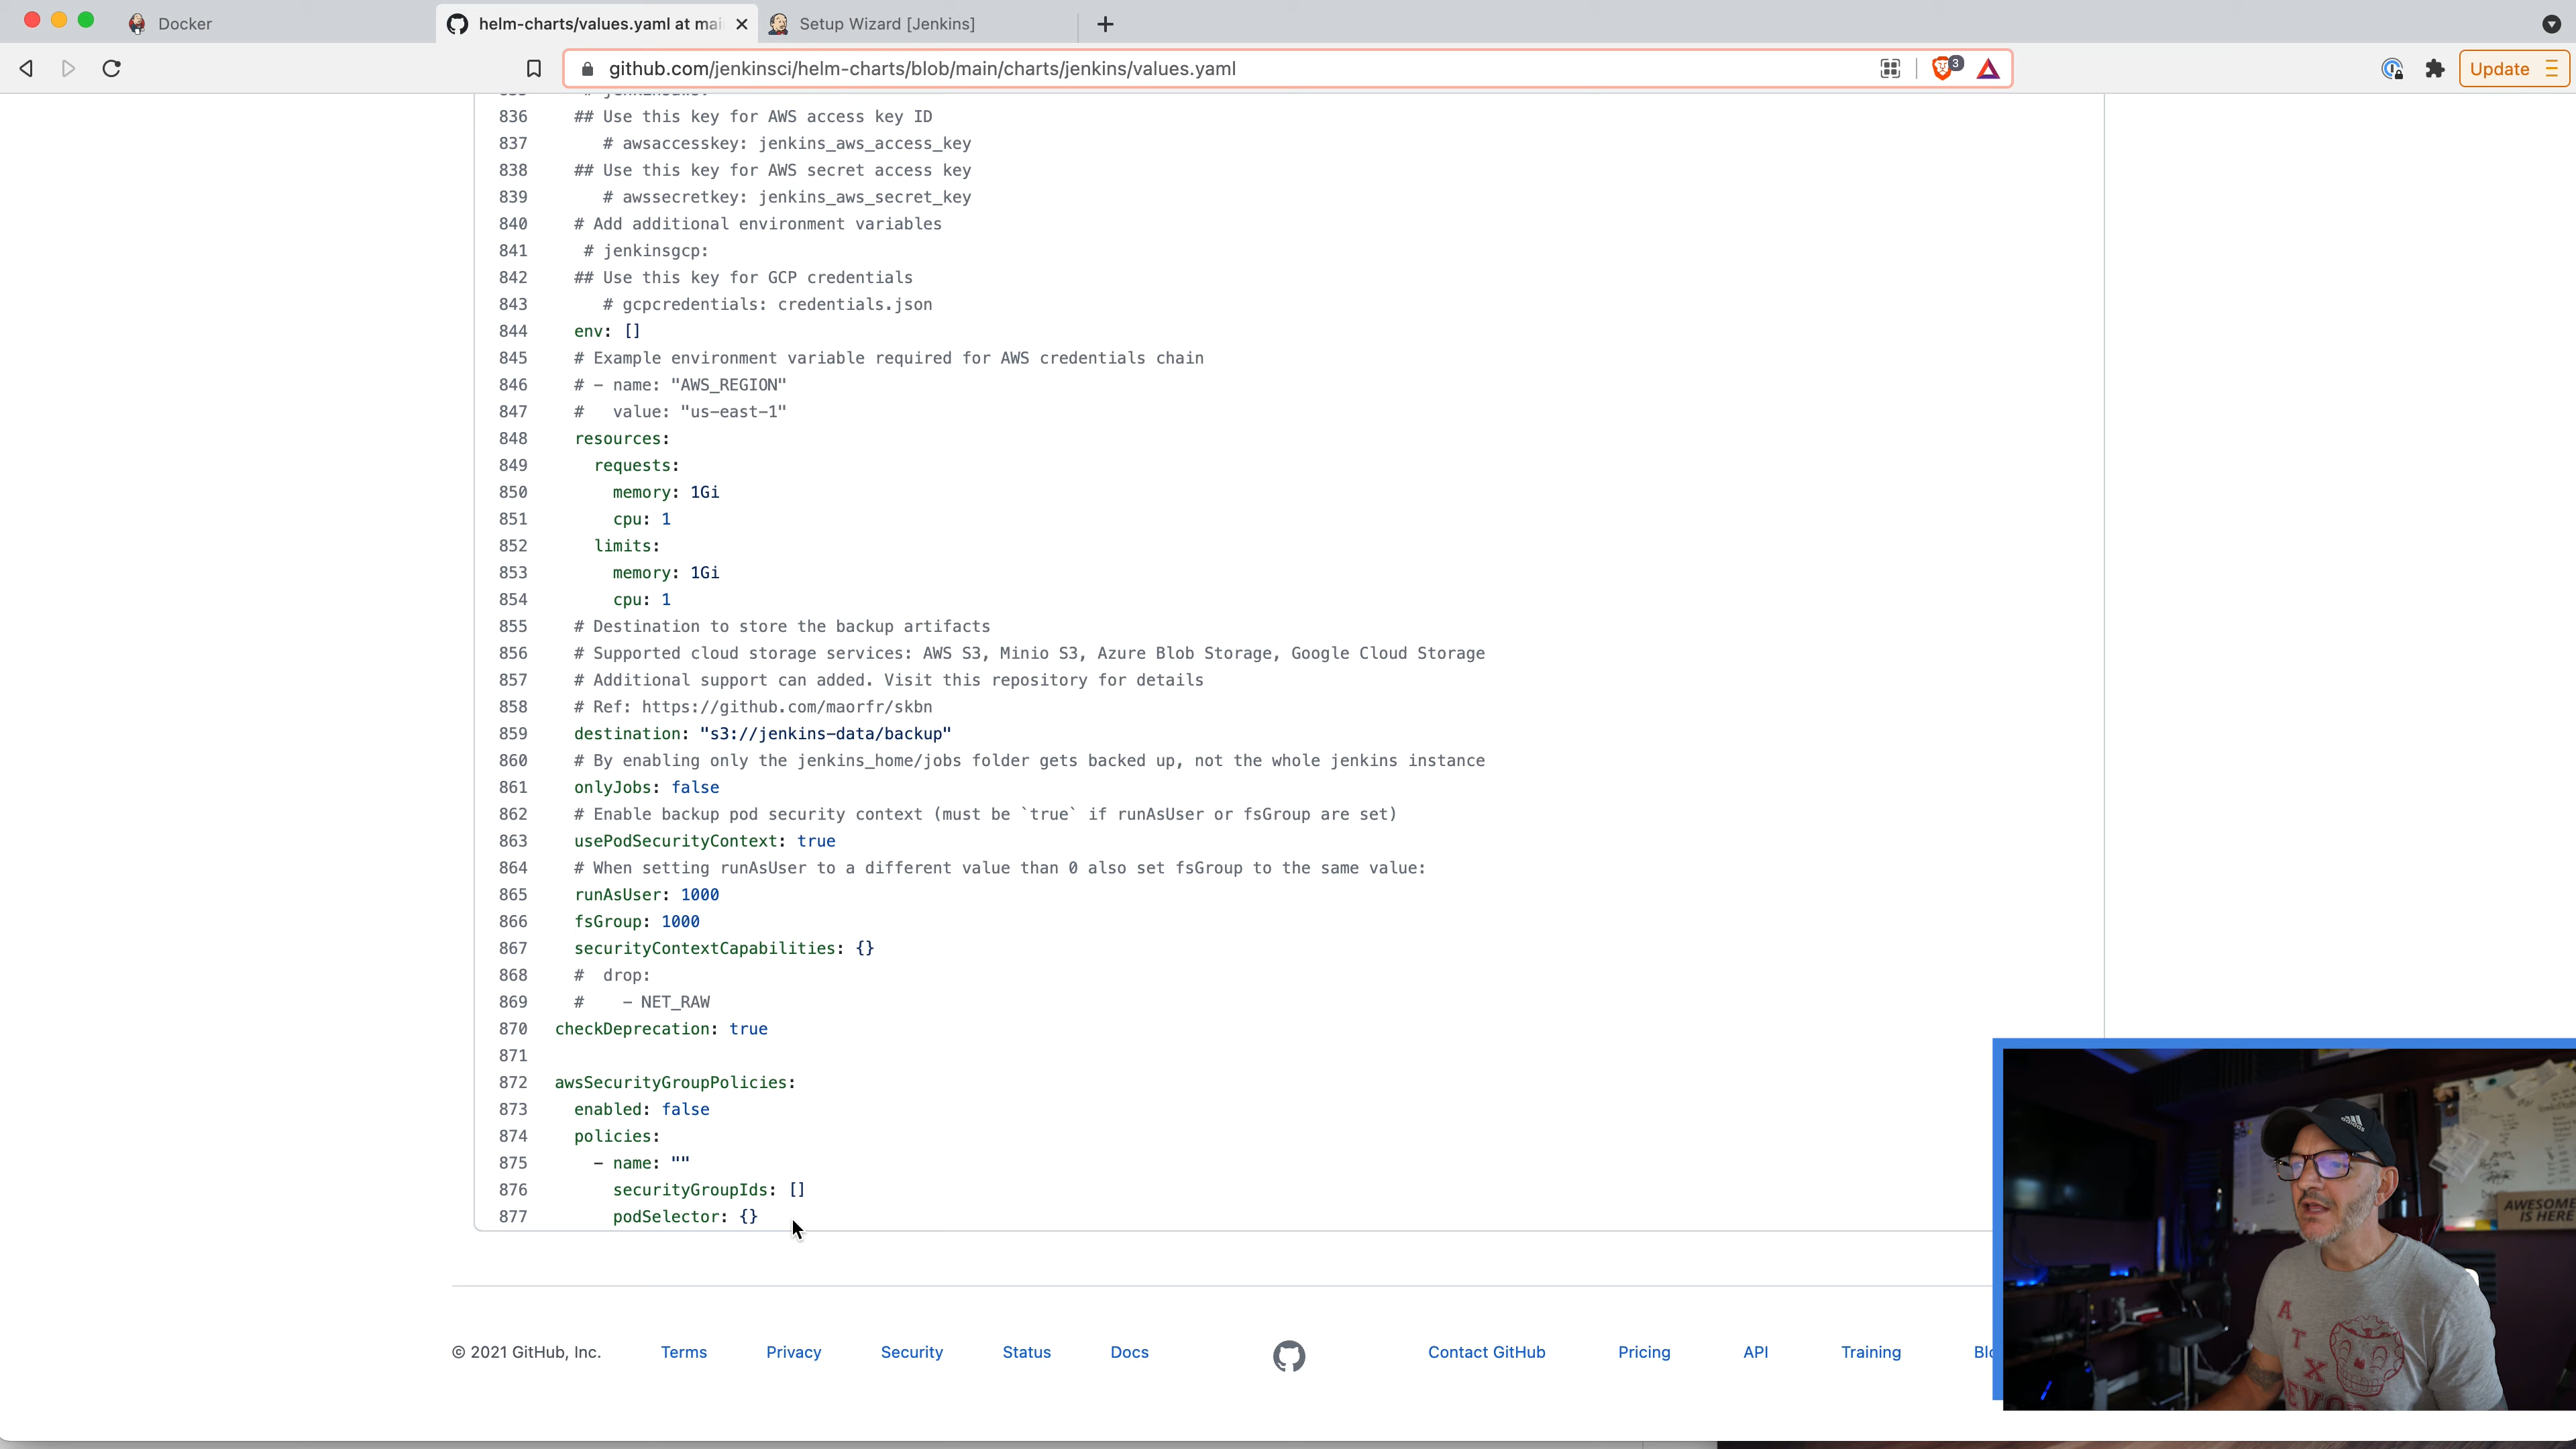 Docker
helm-charts/values.yaml at mai
Setup Wizard [Jenkins]
github.com/jenkinsci/helm-charts/blob/main/charts/jenkins/values.yaml
3
Update
836 ## Use this key for AWS access key ID
837 # awsaccesskey: jenkins_aws_access_key
838 ## Use this key for AWS secret access key
839 # awssecretkey: jenkins_aws_secret_key
840 # Add additional environment variables
841 # jenkinsgcp:
842 ## Use this key for GCP credentials
843 # gcpcredentials: credentials.json
844 env: []
845 # Example environment variable required for AWS credentials chain
846 # - name: "AWS_REGION"
847 # value: "us-east-1"
848 resources:
849 requests:
850 memory: 1Gi
851 cpu: 1
852 limits:
853 memory: 1Gi
854 cpu: 1
855 # Destination to store the backup artifacts
856 # Supported cloud storage services: AWS S3, Minio S3, Azure Blob Storage, Google Cloud Storage
857 # Additional support can added. Visit this repository for details
858 # Ref: https://github.com/maorfr/skbn
859 destination: "s3://jenkins-data/backup"
860 # By enabling only the jenkins_home/jobs folder gets backed up, not the whole jenkins instance
861 onlyJobs: false
862 # Enable backup pod security context (must be `true` if runAsUser or fsGroup are set)
863 usePodSecurityContext: true
864 # When setting runAsUser to a different value than 0 also set fsGroup to the same value:
865 runAsUser: 1000
866 fsGroup: 1000
867 securityContextCapabilities: {}
868 # drop:
869 # - NET_RAW
870 checkDeprecation: true
871
872 awsSecurityGroupPolicies:
873 enabled: false
874 policies:
875 - name: ""
876 securityGroupIds: []
877 podSelector: {}
© 2021 GitHub, Inc.
Terms
Privacy
Security
Status
Docs
Contact GitHub
Pricing
API
Training
AWESOME
IS HERE
ATX